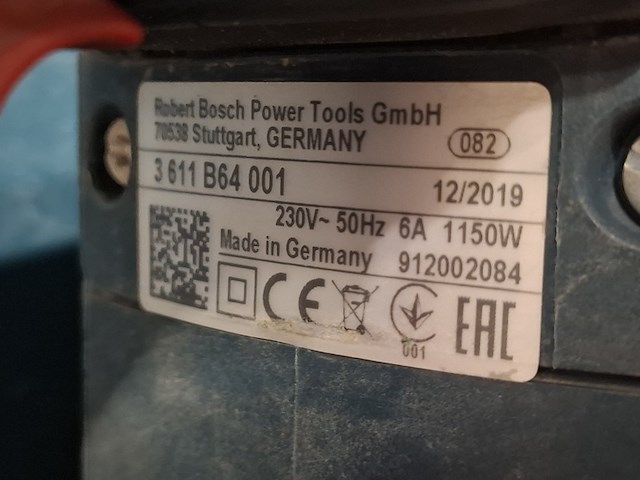 Robert Bosch Power Tools GmbH
70538 Stuttgart, GERMANY
082
3 611 B64 001
12/2019
230V~ 50Hz 6A 1150W
Made in Germany 912002084
CE
001
EAC